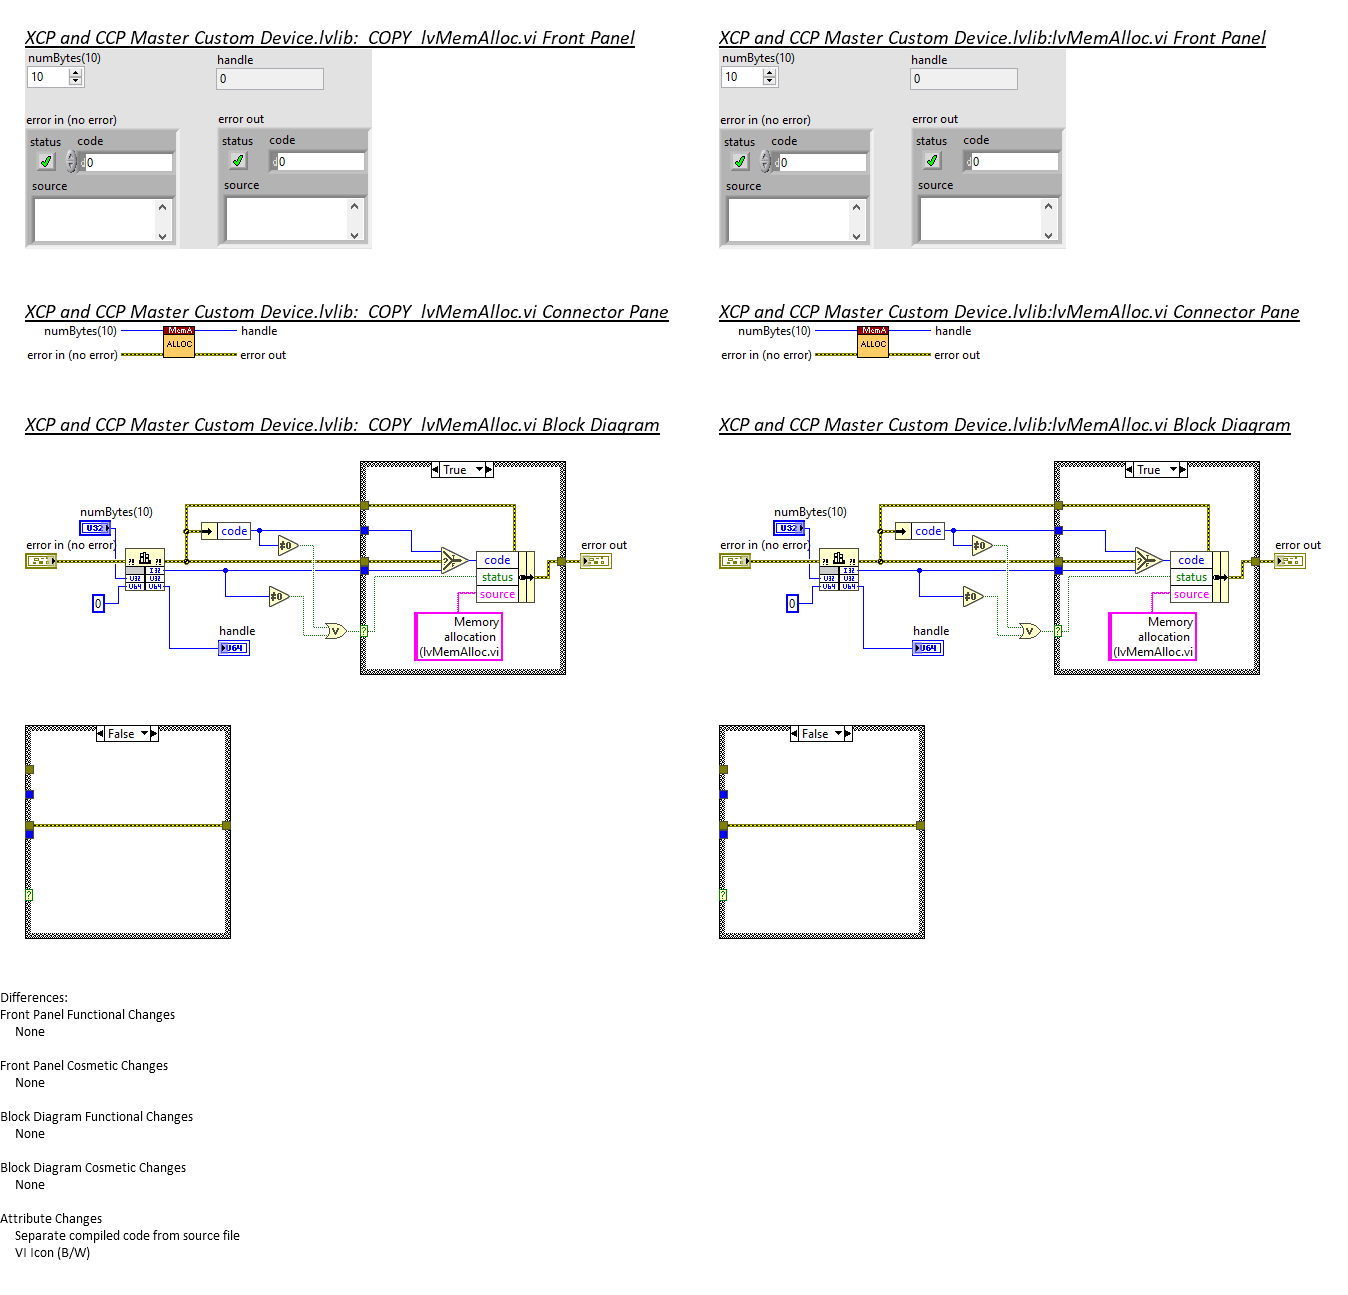 XCP and CCP Master Custom Device.lvlib:_COPY_lvMemAlloc.vi Front Panel
numBytes(10)
10
handle
0
error in (no error)
status
code
d 0
source
error out
status
code
d 0
source
XCP and CCP Master Custom Device.lvlib:lvMemAlloc.vi Front Panel
numBytes(10)
10
handle
0
error in (no error)
status
code
d 0
source
error out
status
code
d 0
source
XCP and CCP Master Custom Device.lvlib:_COPY_lvMemAlloc.vi Connector Pane
numBytes(10)
error in (no error)
MemA
ALLOC
handle
error out
XCP and CCP Master Custom Device.lvlib:lvMemAlloc.vi Connector Pane
numBytes(10)
error in (no error)
MemA
ALLOC
handle
error out
XCP and CCP Master Custom Device.lvlib:_COPY_lvMemAlloc.vi Block Diagram
True
numBytes(10)
U32
error in (no error)
code
≠0
?! ?!
I32
U32 U32
U64 U64
0
≠0
handle
U64
V
?
T
?
F
code
status
source
Memory
allocation
(lvMemAlloc.vi
error out
XCP and CCP Master Custom Device.lvlib:lvMemAlloc.vi Block Diagram
True
numBytes(10)
U32
error in (no error)
code
≠0
?! ?!
I32
U32 U32
U64 U64
0
≠0
handle
U64
V
?
T
?
F
code
status
source
Memory
allocation
(lvMemAlloc.vi
error out
False
?
False
?
Differences:
Front Panel Functional Changes
None
Front Panel Cosmetic Changes
None
Block Diagram Functional Changes
None
Block Diagram Cosmetic Changes
None
Attribute Changes
Separate compiled code from source file
VI Icon (B/W)